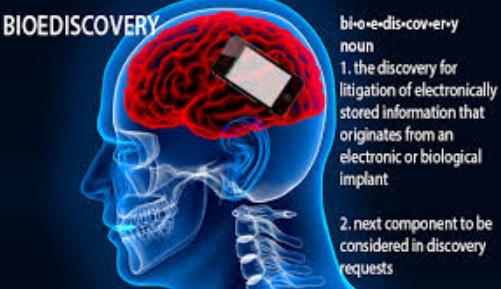 BIOEDISCOVERY
bi•o•e•dis•cov•er•y
noun
1. the discovery for
litigation of electronically
stored information that
originates from an
electronic or biological
implant
2. next component to be
considered in discovery
requests